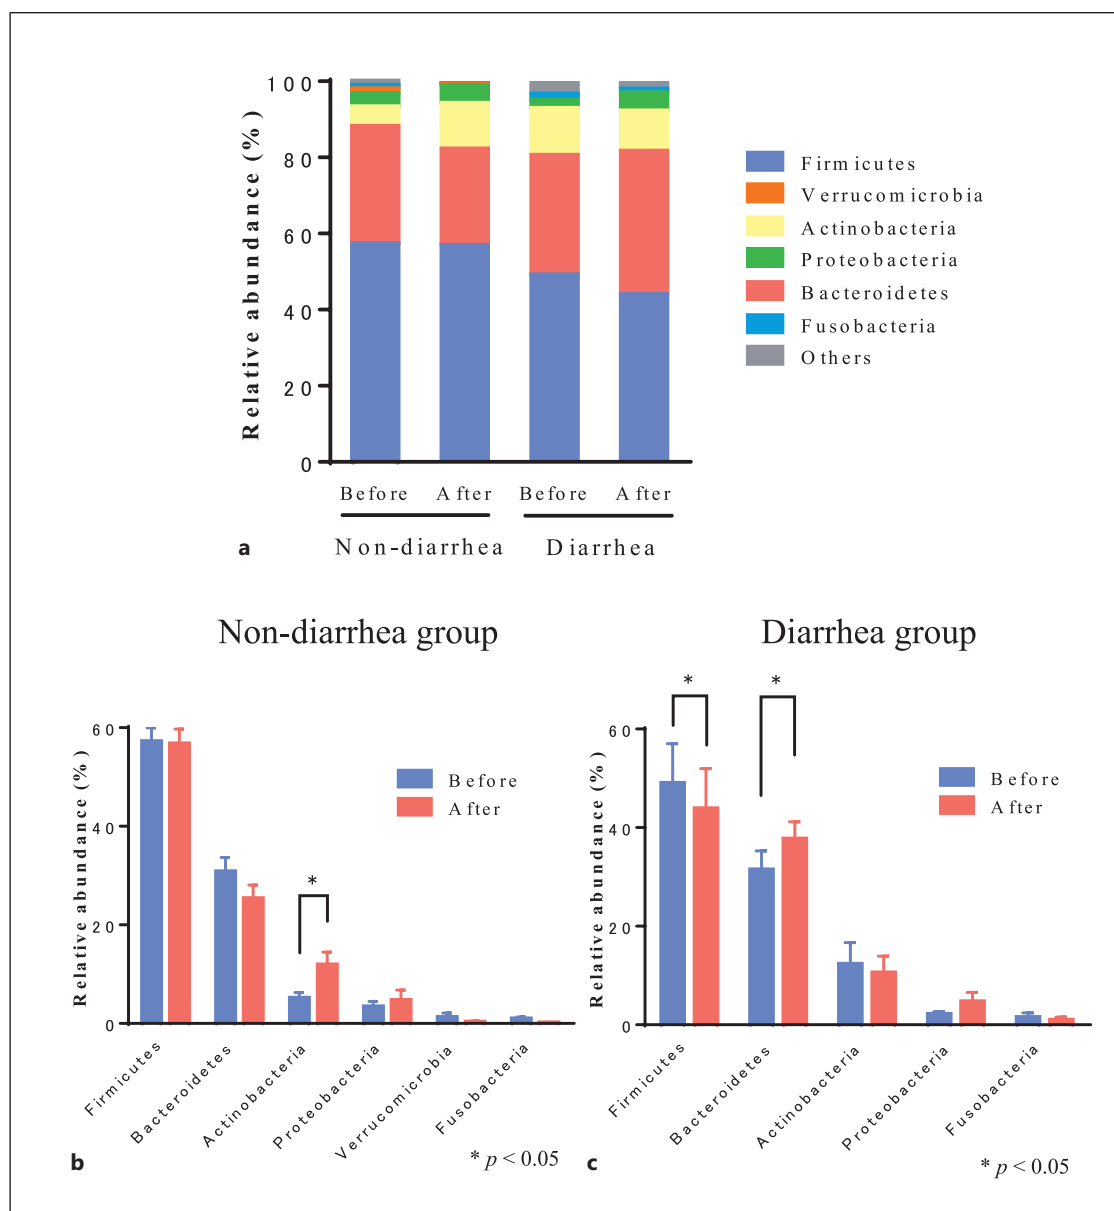 Relative abundance (%)
100
80
60
40
20
0
Firmicutes
Verrucomicrobia
Actinobacteria
Proteobacteria
Bacteroidetes
Fusobacteria
Others
Before After Before After
Non-diarrhea Diarrhea
a
Non-diarrhea group
Relative abundance (%)
60
40
20
0
*
Before
After
Firmicutes
Bacteroidetes
Actinobacteria
Proteobacteria
Verrucomicrobia
Fusobacteria
b
* p < 0.05
Diarrhea group
Relative abundance (%)
60
40
20
0
* *
Before
After
Firmicutes
Bacteroidetes
Actinobacteria
Proteobacteria
Fusobacteria
c
* p < 0.05